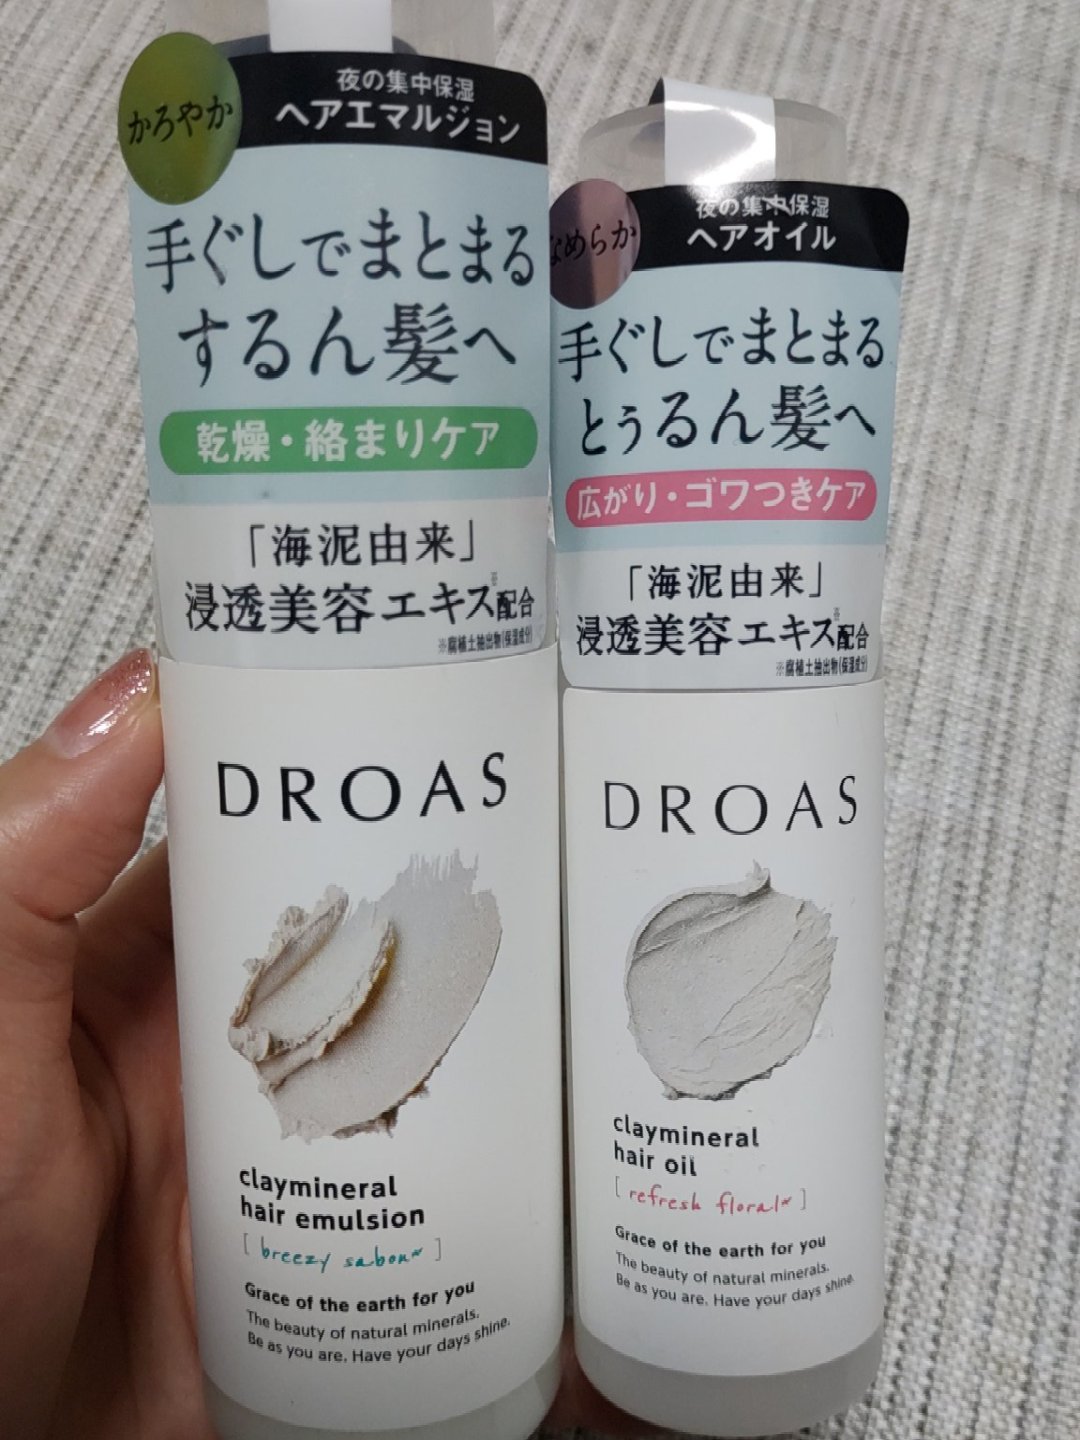 かろやか
夜の集中保湿
ヘアエマルジョン
手ぐしでまとまる
するん髪へ
乾燥・絡まりケア
「海泥由来」
浸透美容エキス※配合
※腐植土抽出物(保湿成分)
DROAS
claymineral
hair emulsion
[ breezy sabon ]
Grace of the earth for you
The beauty of natural minerals.
Be as you are. Have your days shine.
なめらか
夜の集中保湿
ヘアオイル
手ぐしでまとまる
とぅるん髪へ
広がり・ゴワつきケア
「海泥由来」
浸透美容エキス※配合
※腐植土抽出物(保湿成分)
DROAS
claymineral
hair oil
[ refresh floral ]
Grace of the earth for you
The beauty of natural minerals.
Be as you are. Have your days shine.